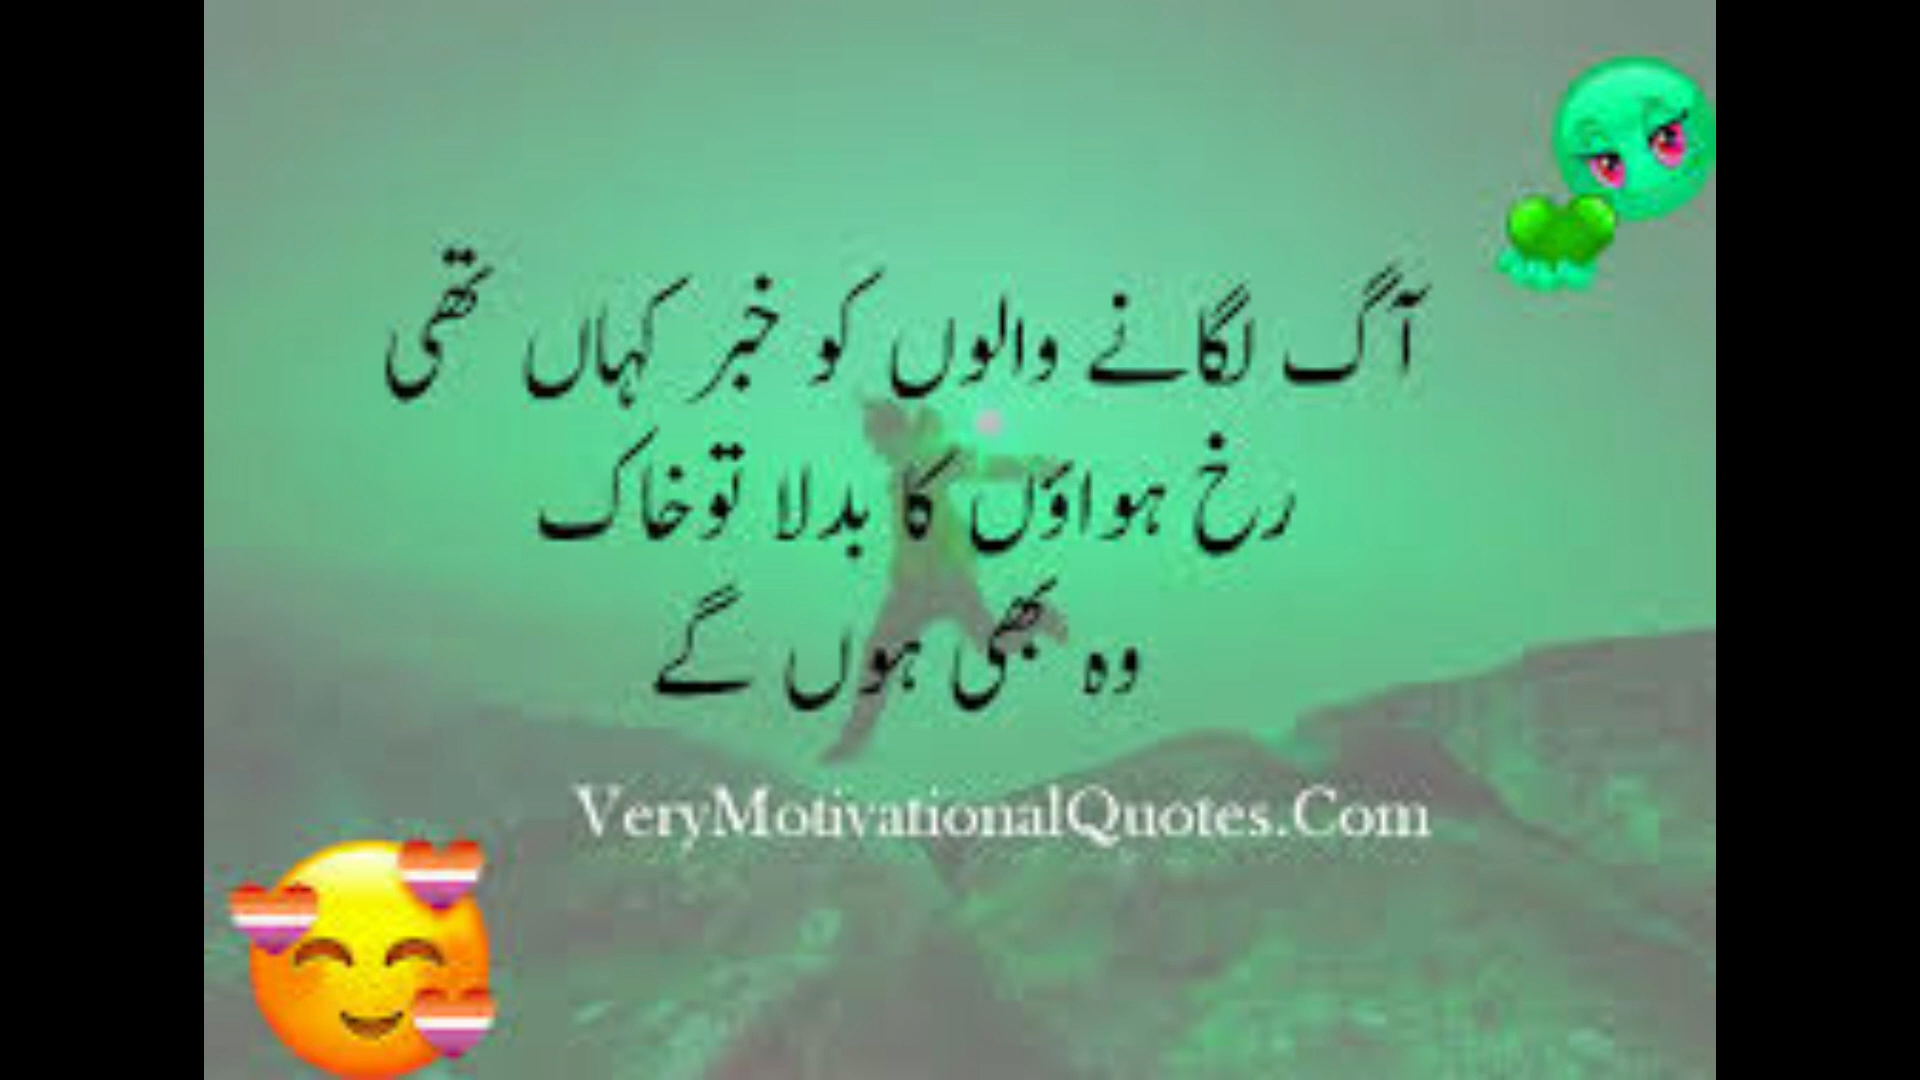 آگ لگانے والوں کو خبر کہاں تھی
رخ ہواؤں کا بدلا تو خاک
وہ بھی ہوں گے
VeryMotivationalQuotes.Com